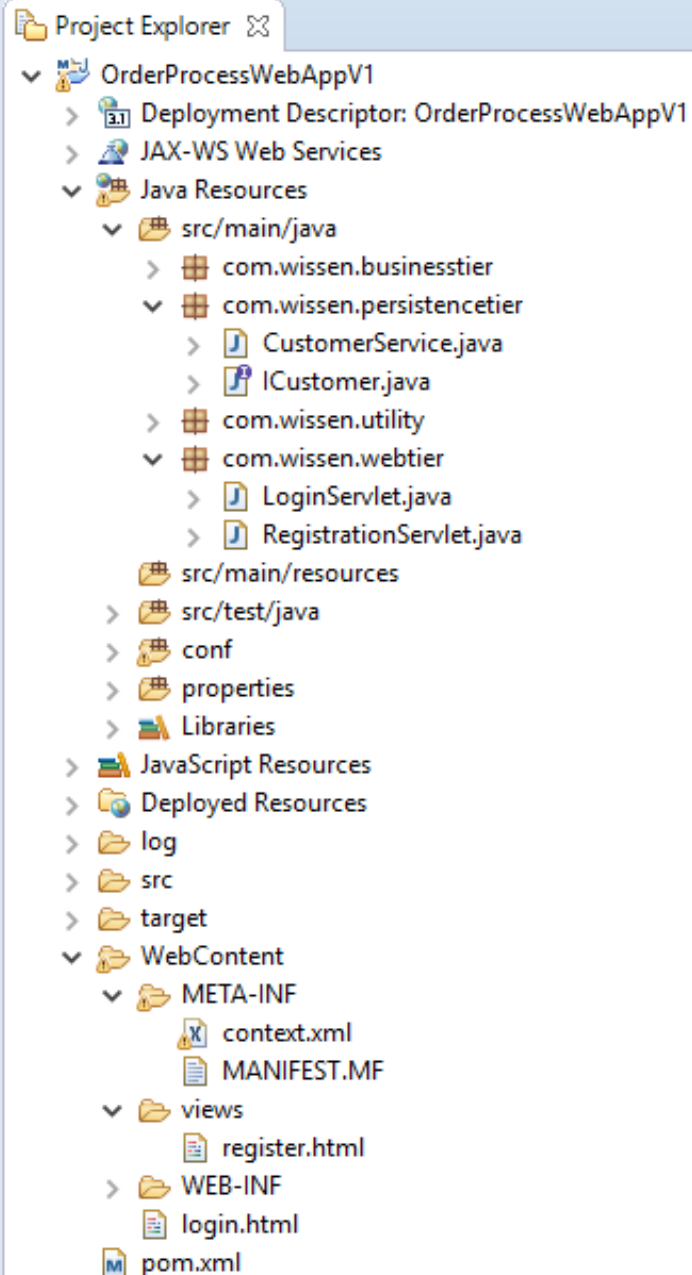 Project Explorer
OrderProcessWebAppV1
3.1 Deployment Descriptor: OrderProcessWebAppV1
JAX-WS Web Services
Java Resources
src/main/java
com.wissen.businesstier
com.wissen.persistencetier
J CustomerService.java
J I ICustomer.java
com.wissen.utility
com.wissen.webtier
J LoginServlet.java
J RegistrationServlet.java
src/main/resources
src/test/java
conf
properties
Libraries
JavaScript Resources
Deployed Resources
log
src
target
WebContent
META-INF
X context.xml
MANIFEST.MF
views
register.html
WEB-INF
login.html
M pom.xml